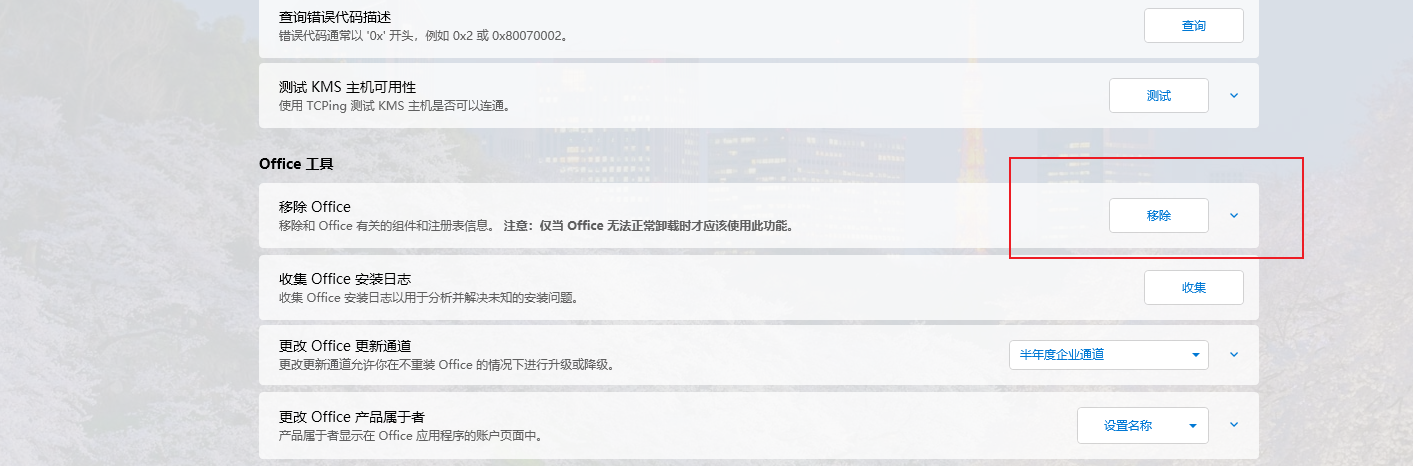 查询错误代码描述
错误代码通常以 '0x' 开头，例如 0x2 或 0x80070002。
查询
测试 KMS 主机可用性
使用 TCPing 测试 KMS 主机是否可以连通。
测试
Office 工具
移除 Office
移除和 Office 有关的组件和注册表信息。 注意：仅当 Office 无法正常卸载时才应该使用此功能。
移除
收集 Office 安装日志
收集 Office 安装日志以用于分析并解决未知的安装问题。
收集
更改 Office 更新通道
更改更新通道允许你在不重装 Office 的情况下进行升级或降级。
半年度企业通道
更改 Office 产品属于者
产品属于者显示在 Office 应用程序的账户页面中。
设置名称